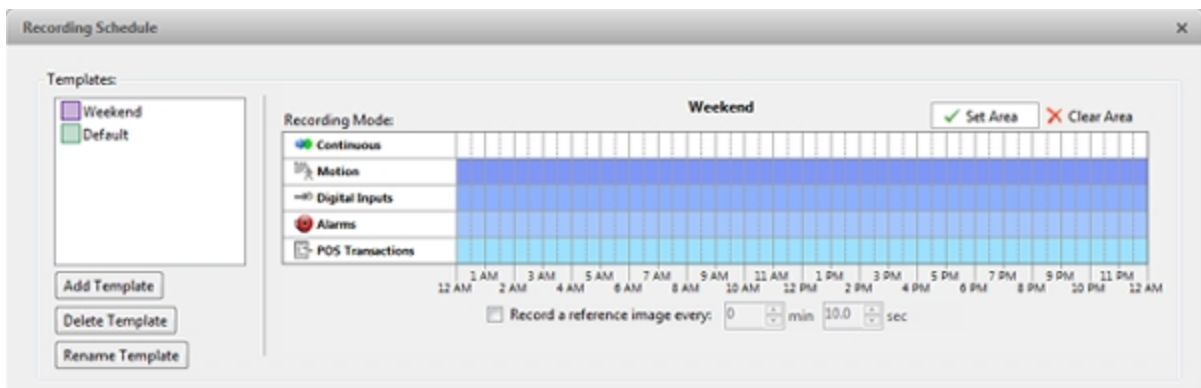 Recording Schedule
Templates:
Weekend
Default
Add Template
Delete Template
Rename Template
Weekend
Recording Mode:
Set Area
Clear Area
Continuous
Motion
Digital Inputs
Alarms
POS Transactions
1 AM 3 AM 5 AM 7 AM 9 AM 11 AM 1 PM 3 PM 5 PM 7 PM 9 PM 11 PM
12 AM 2 AM 4 AM 6 AM 8 AM 10 AM 12 PM 2 PM 4 PM 6 PM 8 PM 10 PM 12 AM
Record a reference image every: 0 min 10.0 sec